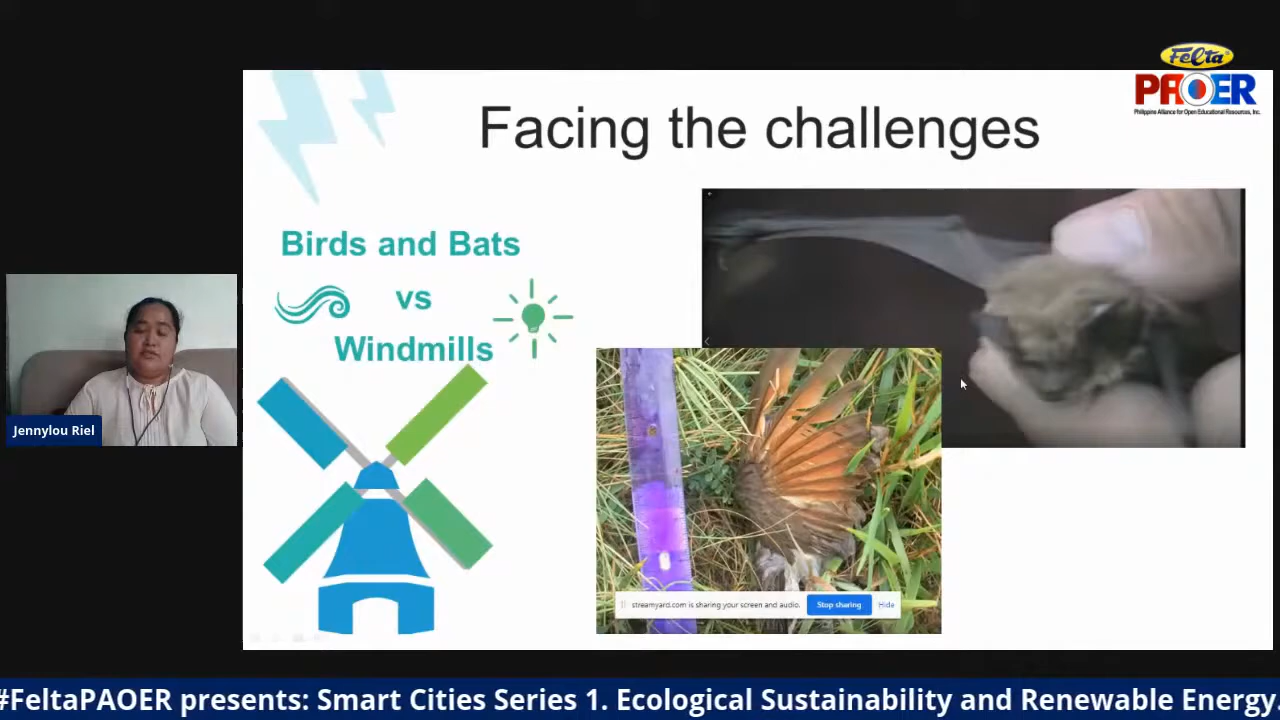 FeLta
PAOER
Philippine Alliance for Open Educational Resources, Inc.
Facing the challenges
Birds and Bats
vs
Windmills
Jennylou Riel
streamyard.com is sharing your screen and audio.
Stop sharing
Hide
#FeltaPAOER presents: Smart Cities Series 1. Ecological Sustainability and Renewable Energy.